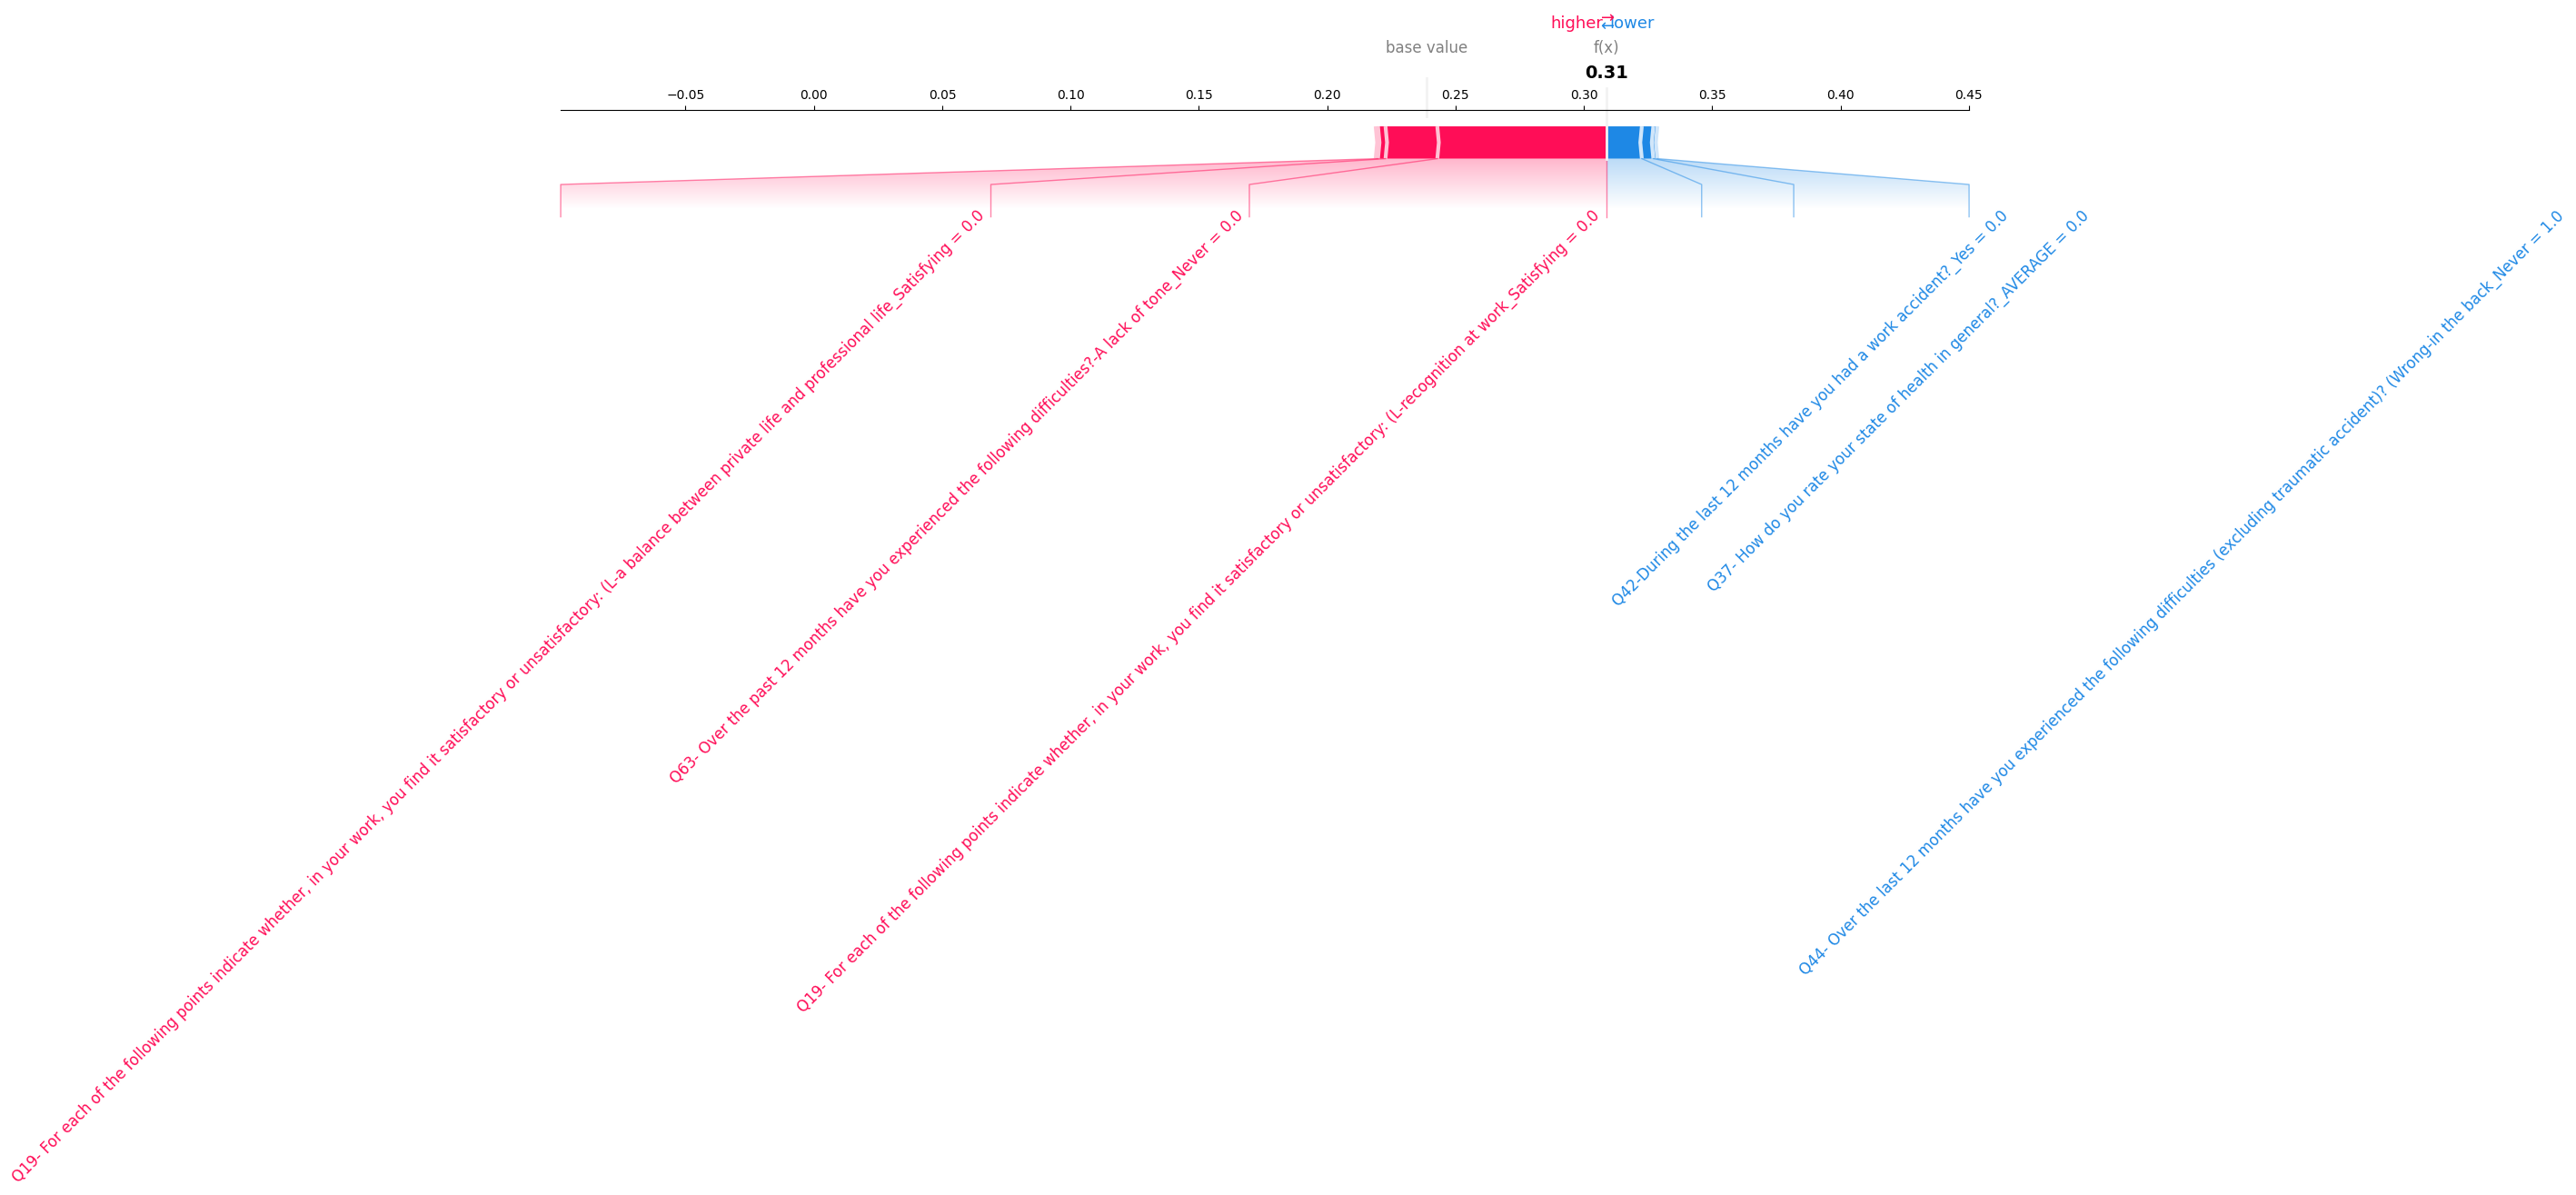 higher⇄lower
base value
f(x)
0.31
−0.05 0.00 0.05 0.10 0.15 0.20 0.25 0.30 0.35 0.40 0.45
Q19- For each of the following points indicate whether, in your work, you find it satisfactory or unsatisfactory: (L-a balance between private life and professional life_Satisfying = 0.0
Q63- Over the past 12 months have you experienced the following difficulties?-A lack of tone_Never = 0.0
Q19- For each of the following points indicate whether, in your work, you find it satisfactory or unsatisfactory: (L-recognition at work_Satisfying = 0.0
Q42-During the last 12 months have you had a work accident?_Yes = 0.0
Q37- How do you rate your state of health in general?_AVERAGE = 0.0
Q44- Over the last 12 months have you experienced the following difficulties (excluding traumatic accident)? (Wrong-in the back_Never = 1.0